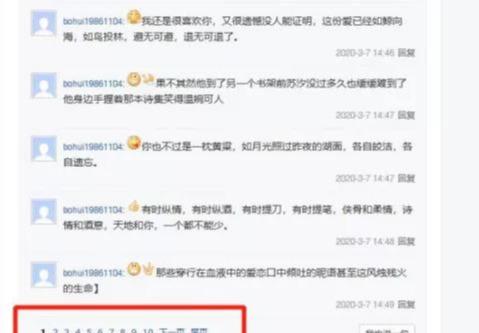 bohui19861104: 我还是很喜欢你，又很遗憾没人能证明，这份爱已经如鲸向
海，如鸟投林，避无可避，退无可退了。
2020-3-7 14:46 回复
bohui19861104: 果不其然他到了另一个书架前苏汐没过多久也缓缓踱到了
他身边手握着那本诗集笑得温婉可人
2020-3-7 14:47 回复
bohui19861104: 你也不过是一枕黄粱，如月光照过昨夜的湖面，各自皎洁，各
自遗忘。
2020-3-7 14:47 回复
bohui19861104: 有时纵情，有时纵酒，有时提刀，有时提笔，侠骨和柔情，诗
情和酒意，天地和你，一个都不能少。
2020-3-7 14:48 回复
bohui19861104: 那些穿行在血液中的爱恋口中倾吐的昵语甚至这风烛残火
的生命】
2020-3-7 14:49 回复
1 2 3 4 5 6 7 8 9 10 下一页 尾页